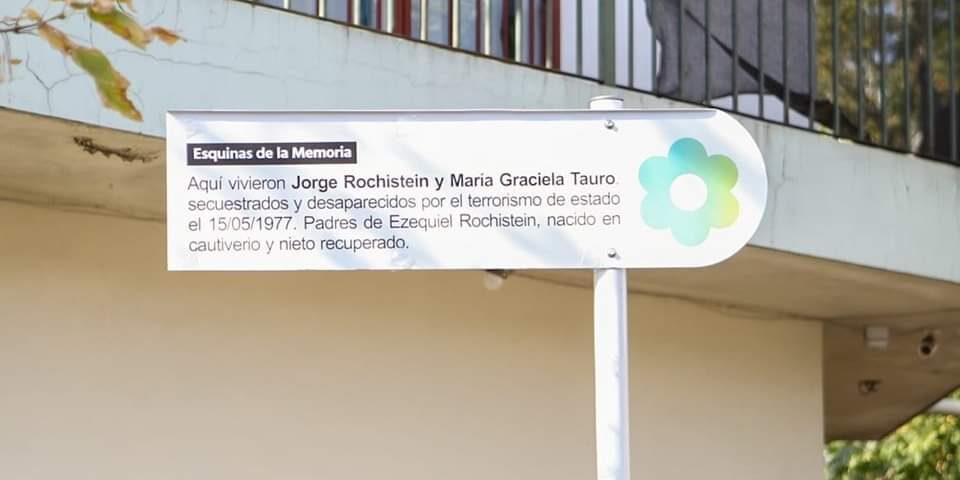 Esquinas de la Memoria
Aquí vivieron Jorge Rochistein y María Graciela Tauro.
secuestrados y desaparecidos por el terrorismo de estado
el 15/05/1977. Padres de Ezequiel Rochistein, nacido en
cautiverio y nieto recuperado.